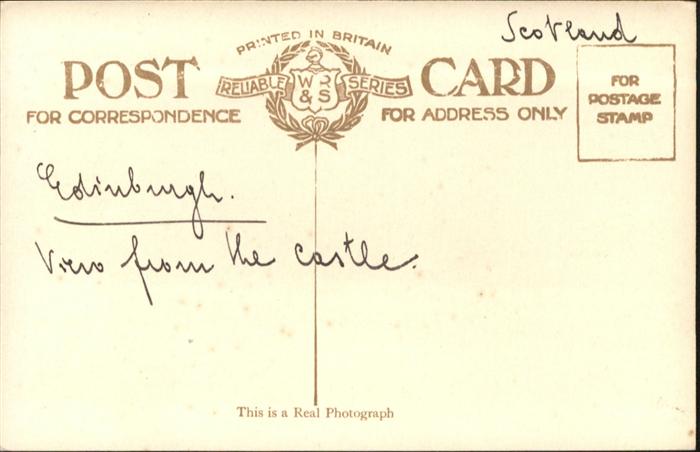 Scotland
PRINTED IN BRITAIN
POST CARD
RELIABLE WR & S SERIES
FOR CORRESPONDENCE
FOR ADDRESS ONLY
FOR
POSTAGE
STAMP
Edinburgh.
View from the castle.
This is a Real Photograph